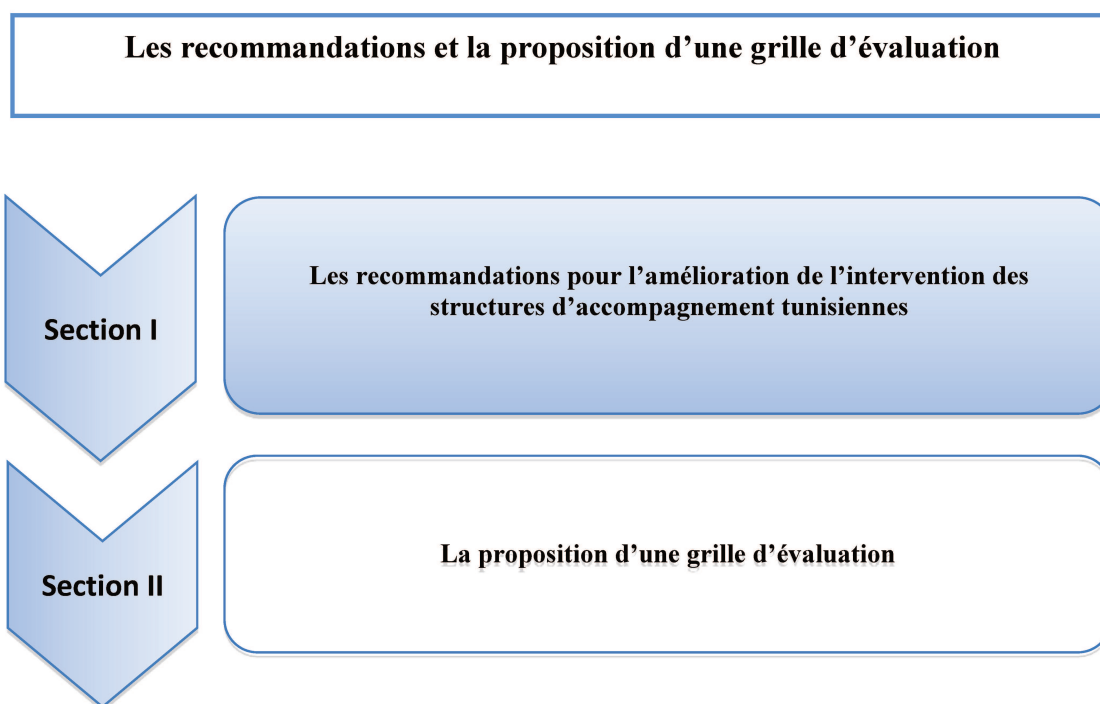 Les recommandations et la proposition d’une grille d’évaluation
Section I
Les recommandations pour l’amélioration de l’intervention des
structures d’accompagnement tunisiennes
Section II
La proposition d’une grille d’évaluation